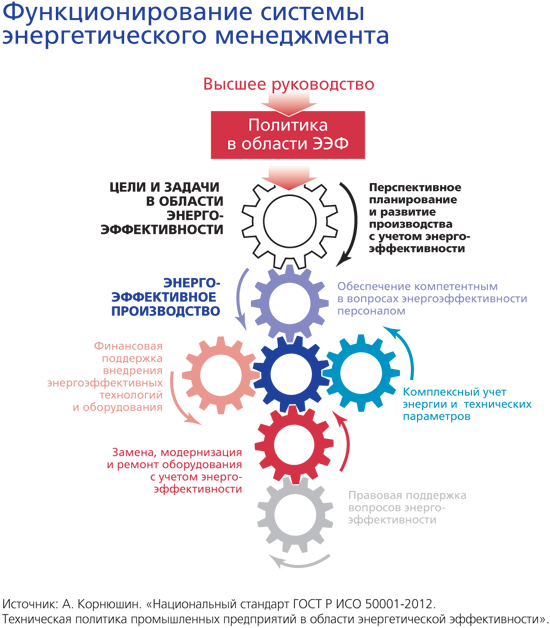 Функционирование системы
энергетического менеджмента
Высшее руководство
Политика
в области ЭЭФ
ЦЕЛИ И ЗАДАЧИ
В ОБЛАСТИ
ЭНЕРГО-
ЭФФЕКТИВНОСТИ
Перспективное
планирование
и развитие
производства
с учетом энерго-
эффективности
ЭНЕРГО-
ЭФФЕКТИВНОЕ
ПРОИЗВОДСТВО
Обеспечение компетентным
в вопросах энергоэффективности
персоналом
Финансовая
поддержка
внедрения
энергоэффективных
технологий
и оборудования
Комплексный учет
энергии и технических
параметров
Замена, модернизация
и ремонт оборудования
с учетом энерго-
эффективности
Правовая поддержка
вопросов энерго-
эффективности
Источник: А. Корнюшин. «Национальный стандарт ГОСТ Р ИСО 50001-2012.
Техническая политика промышленных предприятий в области энергетической эффективности».